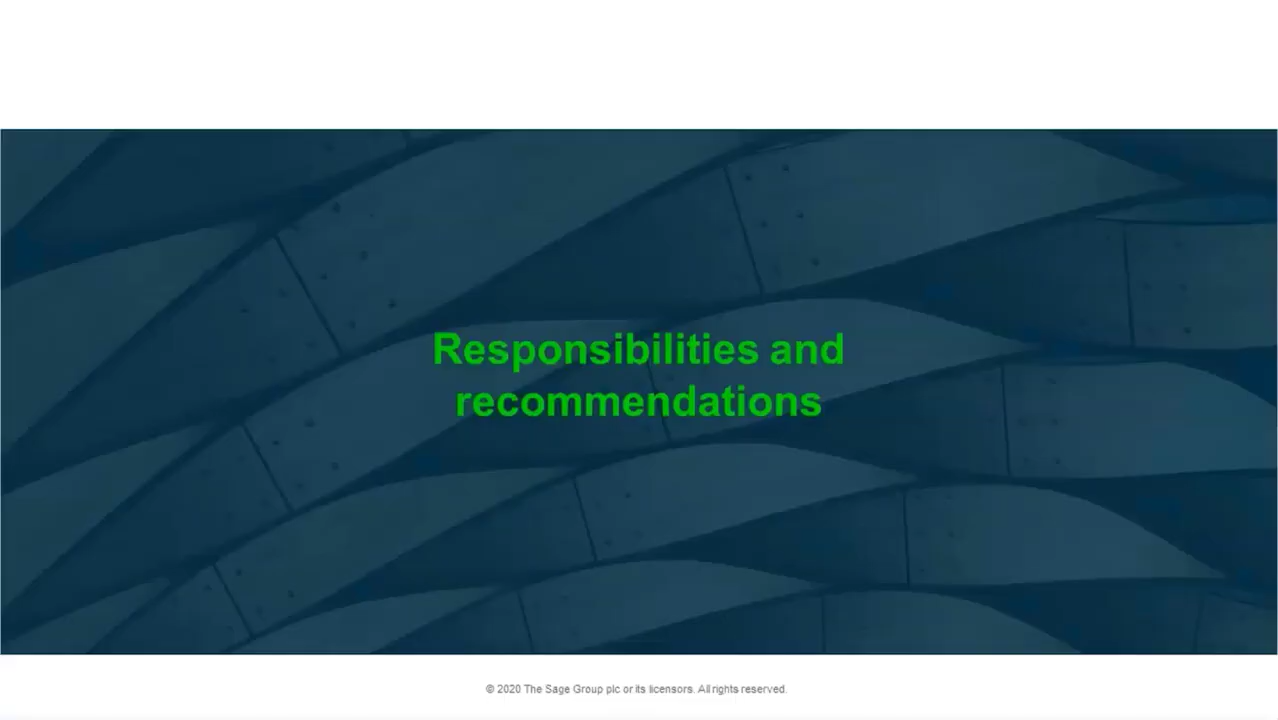 Responsibilities and
recommendations
© 2020 The Sage Group plc or its licensors. All rights reserved.